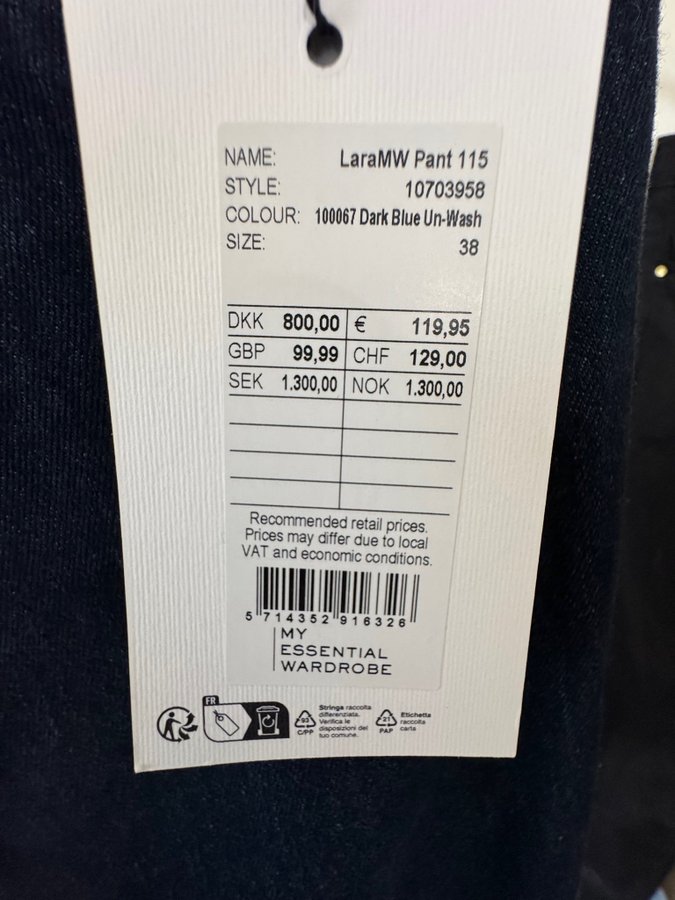 NAME: LaraMW Pant 115
STYLE: 10703958
COLOUR: 100067 Dark Blue Un-Wash
SIZE: 38
DKK 800,00 € 119,95
GBP 99,99 CHF 129,00
SEK 1.300,00 NOK 1.300,00
Recommended retail prices.
Prices may differ due to local
VAT and economic conditions.
5 714352 916326
MY
ESSENTIAL
WARDROBE
FR
93
C/PP
Stringa raccolta
differenziata.
Verifica le
disposizioni del
tuo comune.
21
PAP
Etichetta
raccolta
carta